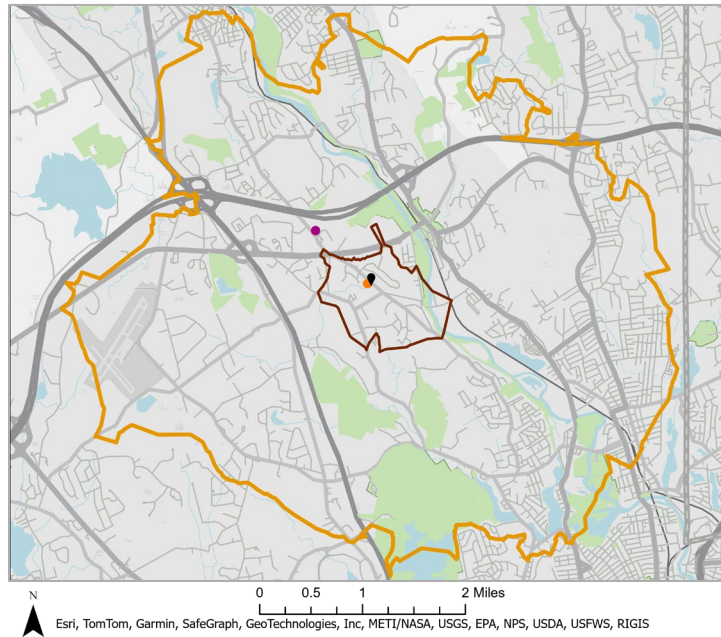 N
0 0.5 1 2 Miles
Esri, TomTom, Garmin, SafeGraph, GeoTechnologies, Inc, METI/NASA, USGS, EPA, NPS, USDA, USFWS, RIGIS